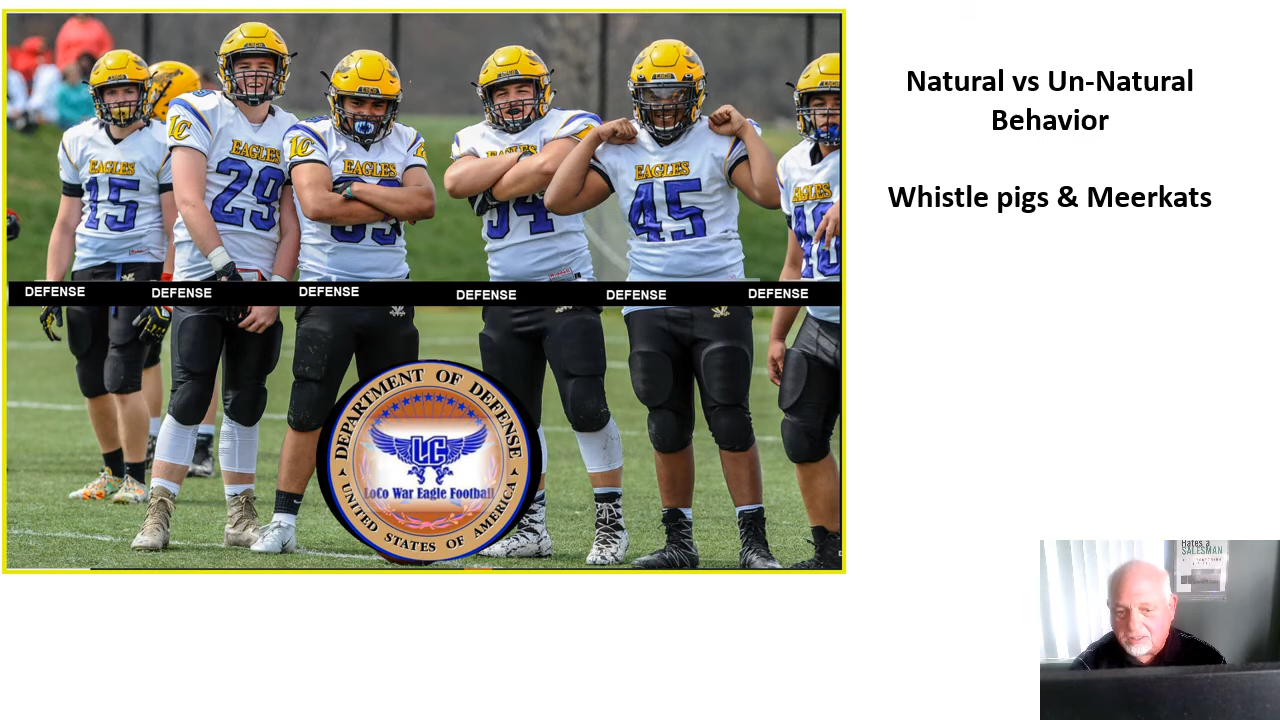 Natural vs Un-Natural
Behavior
Whistle pigs & Meerkats
LC
EAGLES
15
EAGLES
29
LC
EAGLES
EAGLES
34
EAGLES
45
EAGLES
DEFENSE DEFENSE DEFENSE DEFENSE DEFENSE DEFENSE
DEPARTMENT OF DEFENSE
LC
LoCo War Eagle Football
UNITED STATES OF AMERICA
Hates a
SALESMAN